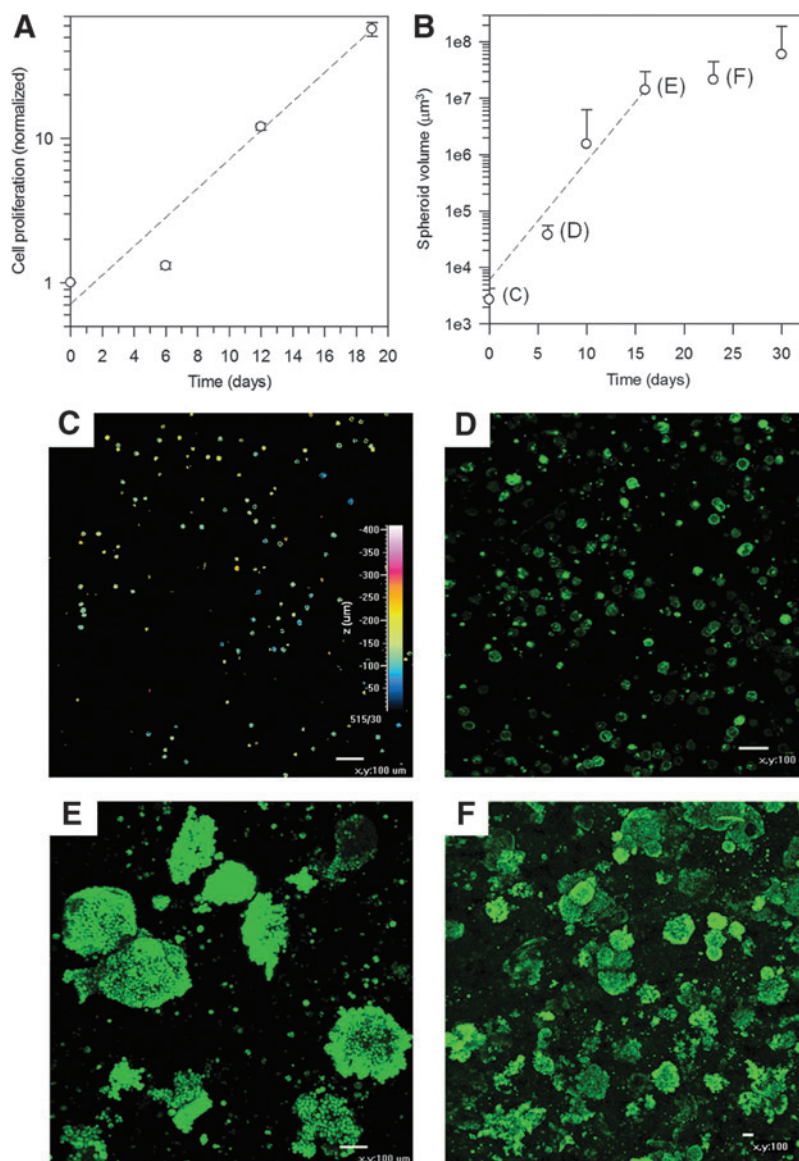 A
Cell proliferation (normalized)
10
1
0 2 4 6 8 10 12 14 16 18 20
Time (days)
B
Spheroid volume (μm³)
1e8
1e7
1e6
1e5
1e4
1e3
(C)
(D)
(E)
(F)
0 5 10 15 20 25 30
Time (days)
C
z (um)
-400
-350
-300
-250
-200
-150
-100
-50
515/30
x,y:100 um
D
x,y:100
E
x,y:100 um
F
x,y:100